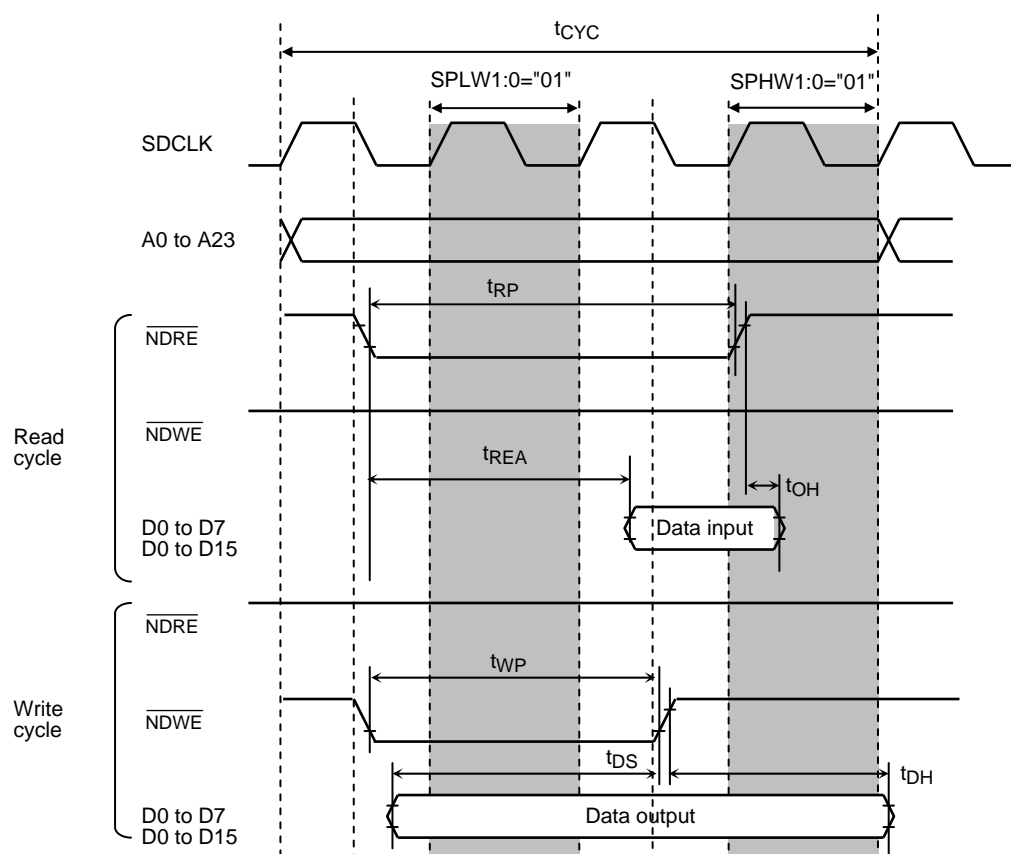 tCYC
SPLW1:0="01"
SPHW1:0="01"
SDCLK
A0 to A23
tRP
NDRE
NDWE
Read
cycle
tREA
tOH
D0 to D7
D0 to D15
Data input
NDRE
tWP
Write
cycle
NDWE
tDS
tDH
D0 to D7
D0 to D15
Data output